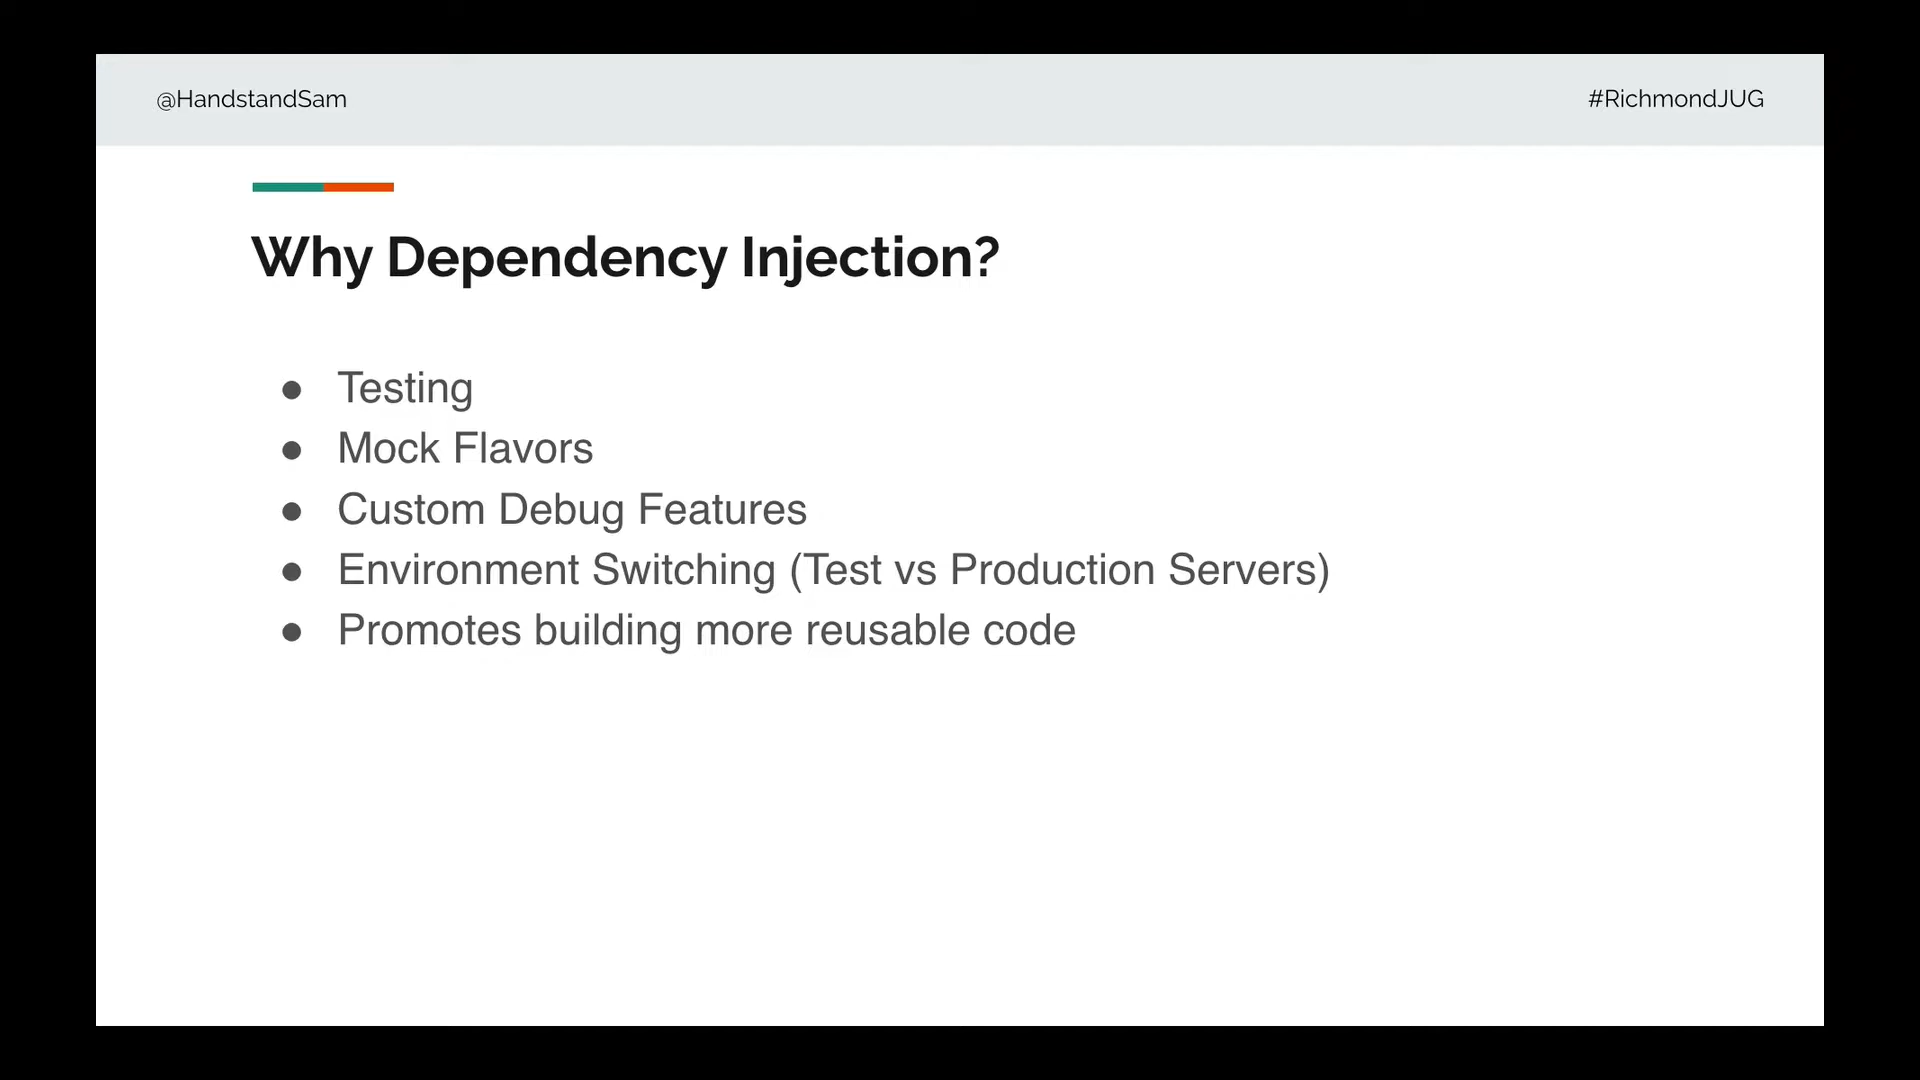 @HandstandSam
#RichmondJUG
Why Dependency Injection?
● Testing
● Mock Flavors
● Custom Debug Features
● Environment Switching (Test vs Production Servers)
● Promotes building more reusable code